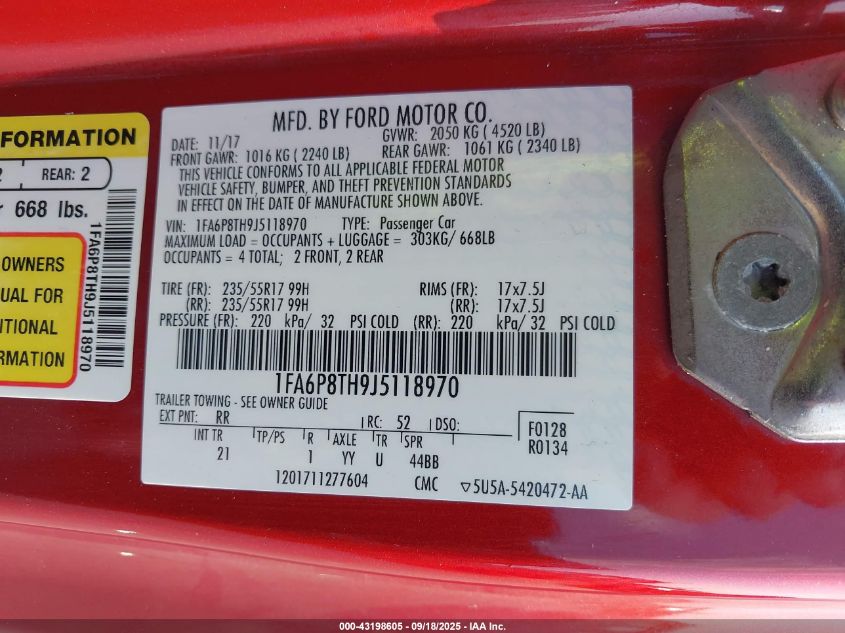 FORMATION
2 REAR: 2
r 668 lbs.
1FA6P8TH9J5118970
OWNERS
UAL FOR
ITIONAL
ORMATION
MFD. BY FORD MOTOR CO.
DATE: 11/17 GVWR: 2050 KG ( 4520 LB)
FRONT GAWR: 1016 KG ( 2240 LB) REAR GAWR: 1061 KG ( 2340 LB)
THIS VEHICLE CONFORMS TO ALL APPLICABLE FEDERAL MOTOR
VEHICLE SAFETY, BUMPER, AND THEFT PREVENTION STANDARDS
IN EFFECT ON THE DATE OF MANUFACTURE SHOWN ABOVE.
VIN: 1FA6P8TH9J5118970 TYPE: Passenger Car
MAXIMUM LOAD = OCCUPANTS + LUGGAGE = 303KG/ 668LB
OCCUPANTS = 4 TOTAL; 2 FRONT, 2 REAR
TIRE (FR): 235/55R17 99H RIMS (FR): 17x7.5J
(RR): 235/55R17 99H (RR): 17x7.5J
PRESSURE (FR): 220 kPa/ 32 PSI COLD (RR): 220 kPa/ 32 PSI COLD
1FA6P8TH9J5118970
TRAILER TOWING - SEE OWNER GUIDE
EXT PNT: RR RC: 52 DSO:
INT TR TP/PS R AXLE TR SPR
21 1 YY U 44BB
F0128
R0134
1201711277604 CMC ▽5U5A-5420472-AA
000-43198605 - 09/18/2025 - IAA Inc.